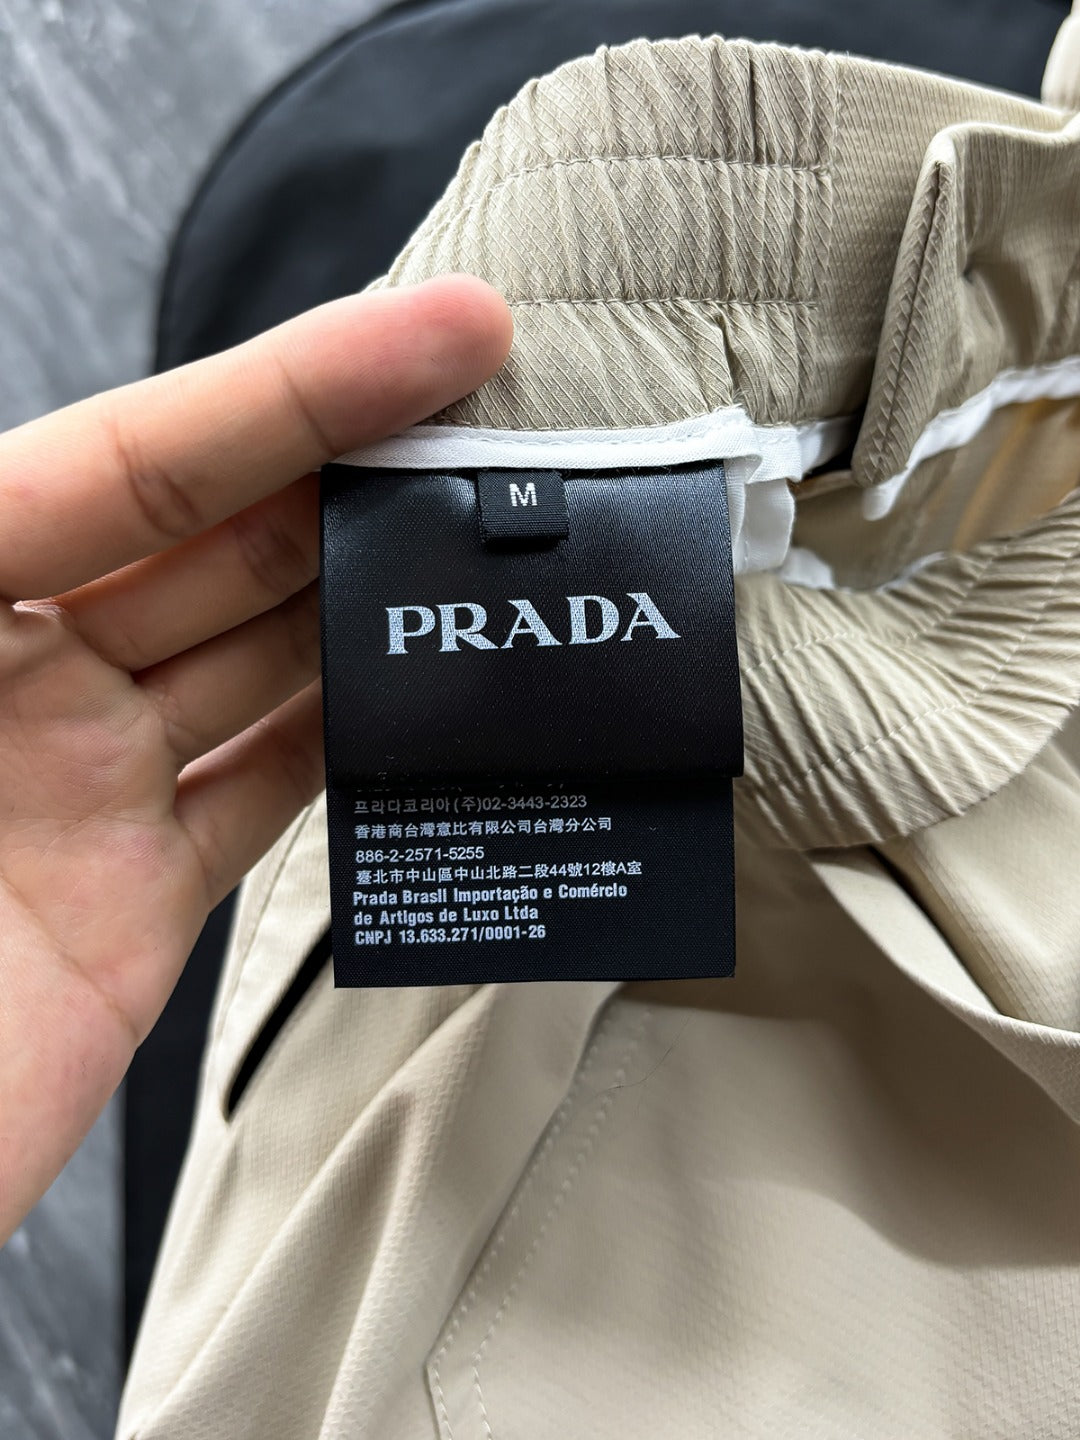 M
PRADA
프라다코리아(주)02-3443-2323
香港商台灣意比有限公司台灣分公司
886-2-2571-5255
臺北市中山區中山北路二段44號12樓A室
Prada Brasil Importação e Comércio
de Artigos de Luxo Ltda
CNPJ 13.633.271/0001-26